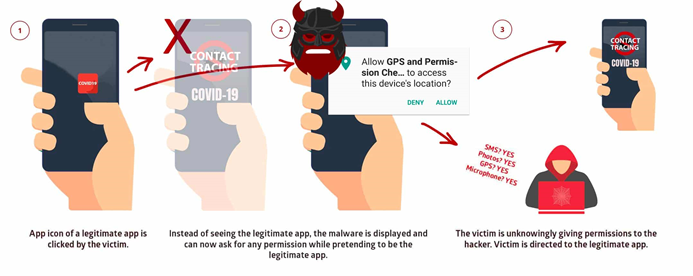 1
COVID19
X
CONTACT
TRACING
COVID-19
2
Allow GPS and Permis-
sion Che... to access
this device's location?
DENY ALLOW
3
CONTACT
TRACING
COVID-19
SMS? YES
Photos? YES
GPS? YES
Microphone? YES
App icon of a legitimate app is
clicked by the victim.
Instead of seeing the legitimate app, the malware is displayed and
can now ask for any permission while pretending to be the
legitimate app.
The victim is unknowingly giving permissions to the
hacker. Victim is directed to the legitimate app.